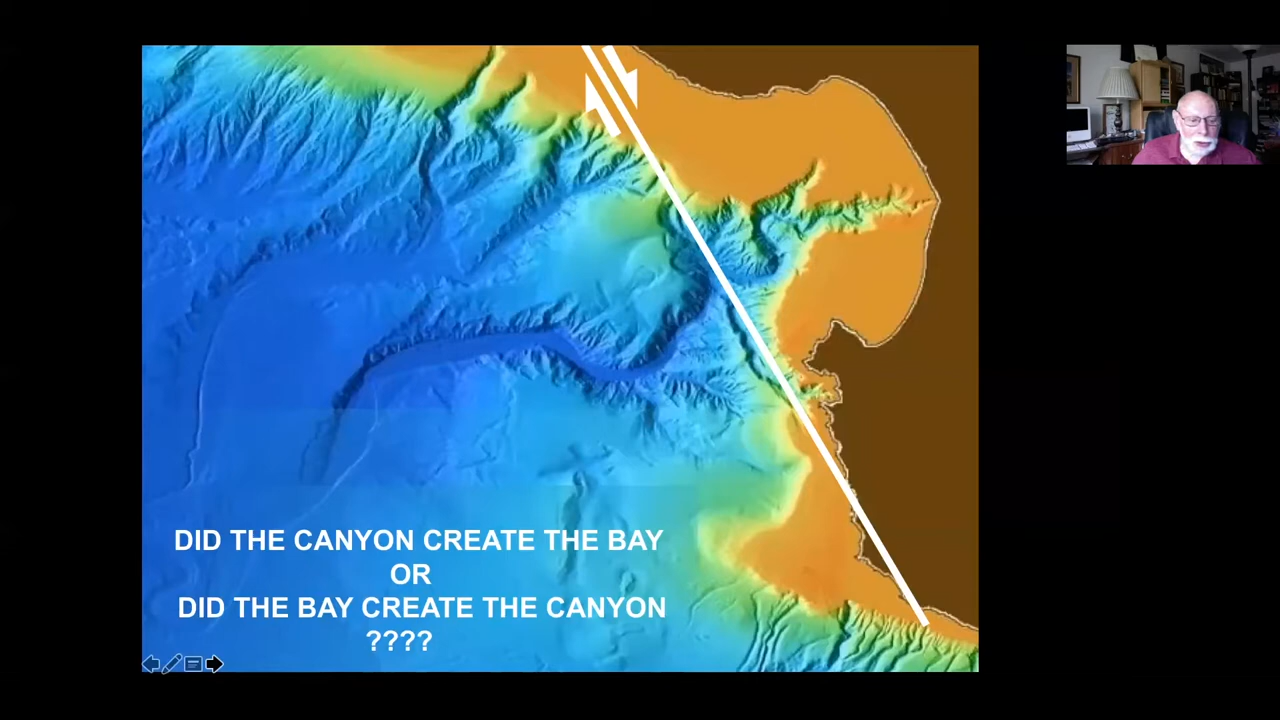 DID THE CANYON CREATE THE BAY
OR
DID THE BAY CREATE THE CANYON
????